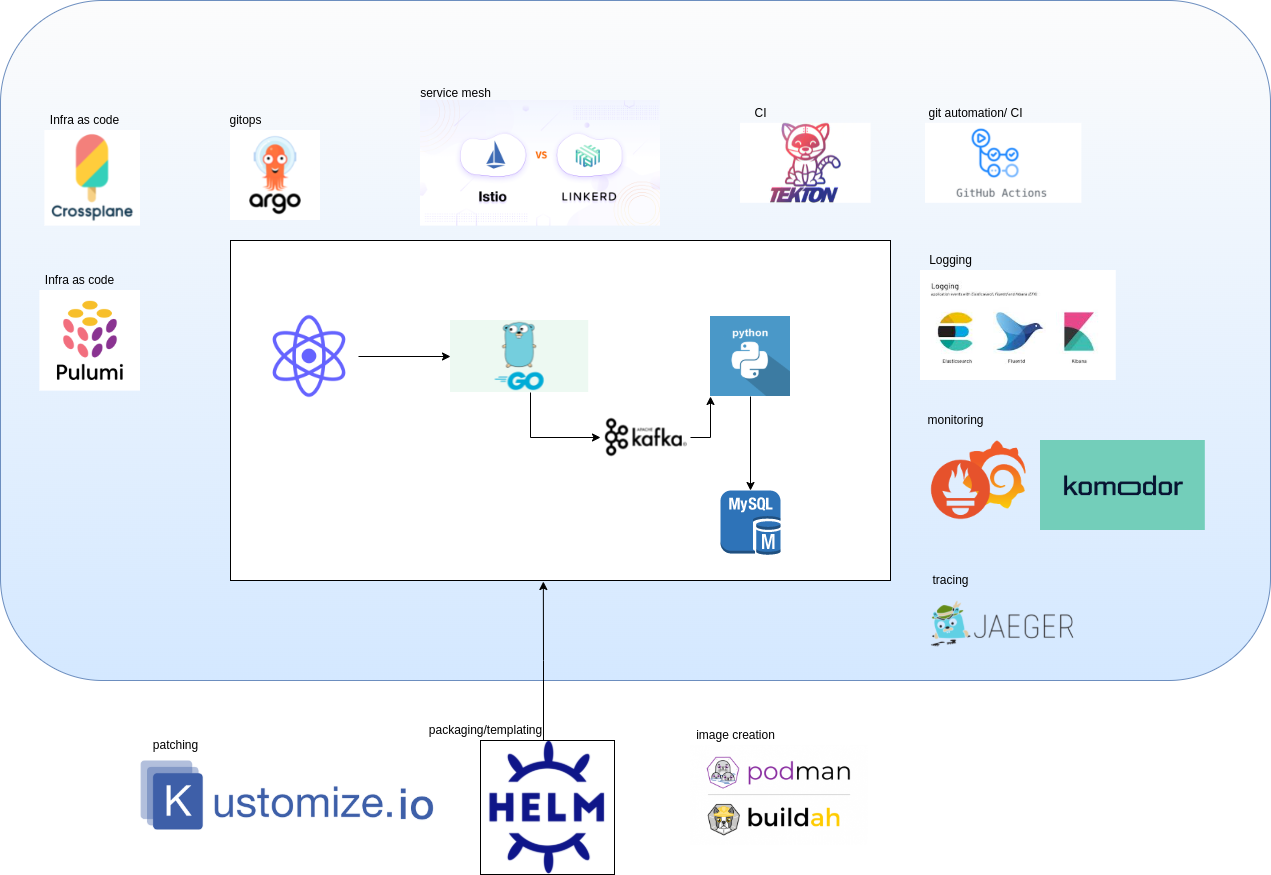 service mesh
Infra as code
gitops
CI
git automation/ CI
Crossplane
argo
Istio
VS
LINKERD
TEKTON
GitHub Actions
Infra as code
Pulumi
Logging
Logging
Elasticsearch
Fluentd
Kibana
python
GO
APACHE
kafka
monitoring
komodor
MySQL
M
tracing
JAEGER
patching
Kustomize.io
packaging/templating
HELM
image creation
podman
buildah